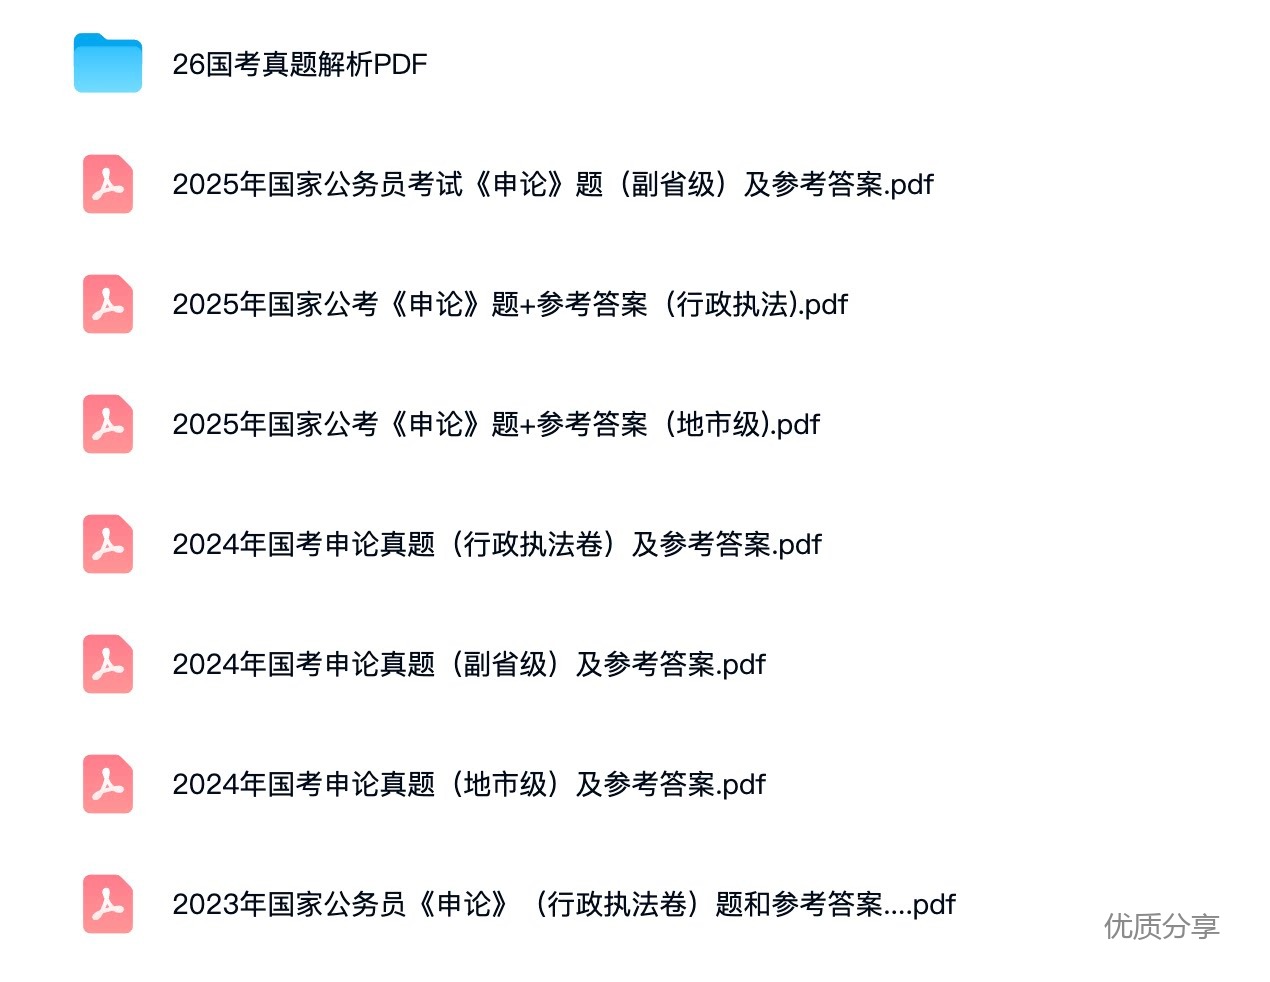 26国考真题解析PDF
2025年国家公务员考试《申论》题（副省级）及参考答案.pdf
2025年国家公考《申论》题+参考答案（行政执法).pdf
2025年国家公考《申论》题+参考答案（地市级).pdf
2024年国考申论真题（行政执法卷）及参考答案.pdf
2024年国考申论真题（副省级）及参考答案.pdf
2024年国考申论真题（地市级）及参考答案.pdf
2023年国家公务员《申论》（行政执法卷）题和参考答案....pdf
优质分享